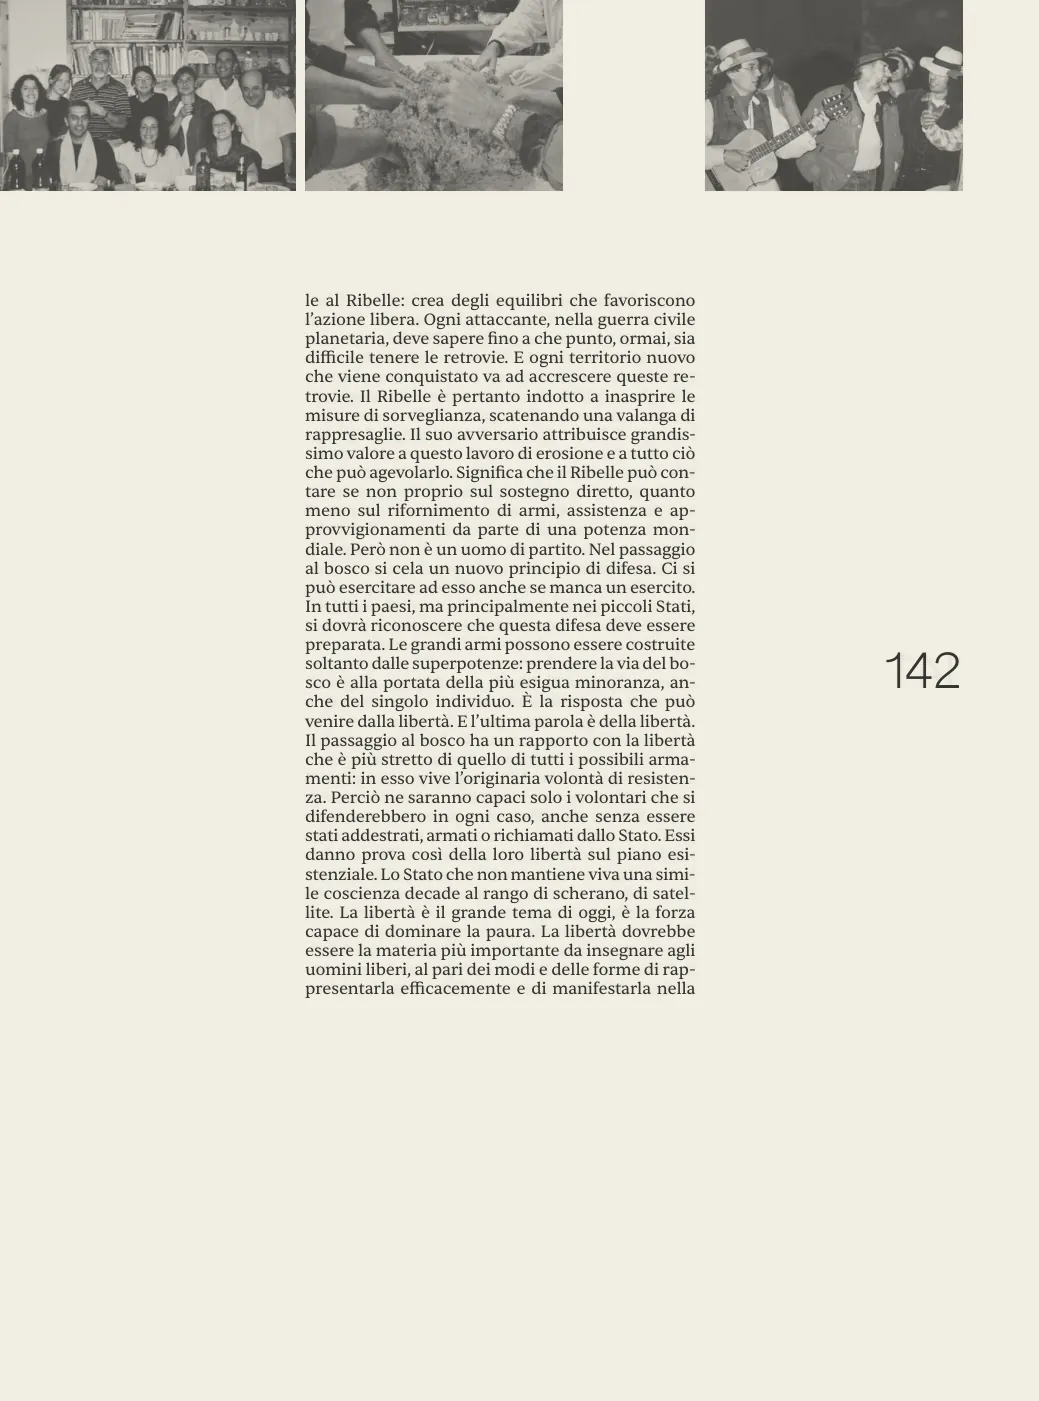 le al Ribelle: crea degli equilibri che favoriscono
l’azione libera. Ogni attaccante, nella guerra civile
planetaria, deve sapere fino a che punto, ormai, sia
difficile tenere le retrovie. E ogni territorio nuovo
che viene conquistato va ad accrescere queste re-
trovie. Il Ribelle è pertanto indotto a inasprire le
misure di sorveglianza, scatenando una valanga di
rappresaglie. Il suo avversario attribuisce grandis-
simo valore a questo lavoro di erosione e a tutto ciò
che può agevolarlo. Significa che il Ribelle può con-
tare se non proprio sul sostegno diretto, quanto
meno sul rifornimento di armi, assistenza e ap-
provvigionamenti da parte di una potenza mon-
diale. Però non è un uomo di partito. Nel passaggio
al bosco si cela un nuovo principio di difesa. Ci si
può esercitare ad esso anche se manca un esercito.
In tutti i paesi, ma principalmente nei piccoli Stati,
si dovrà riconoscere che questa difesa deve essere
preparata. Le grandi armi possono essere costruite
soltanto dalle superpotenze: prendere la via del bo-
sco è alla portata della più esigua minoranza, an-
che del singolo individuo. È la risposta che può
venire dalla libertà. E l’ultima parola è della libertà.
Il passaggio al bosco ha un rapporto con la libertà
che è più stretto di quello di tutti i possibili arma-
menti: in esso vive l’originaria volontà di resisten-
za. Perciò ne saranno capaci solo i volontari che si
difenderebbero in ogni caso, anche senza essere
stati addestrati, armati o richiamati dallo Stato. Essi
danno prova così della loro libertà sul piano esi-
stenziale. Lo Stato che non mantiene viva una simi-
le coscienza decade al rango di scherano, di satel-
lite. La libertà è il grande tema di oggi, è la forza
capace di dominare la paura. La libertà dovrebbe
essere la materia più importante da insegnare agli
uomini liberi, al pari dei modi e delle forme di rap-
presentarla efficacemente e di manifestarla nella
142